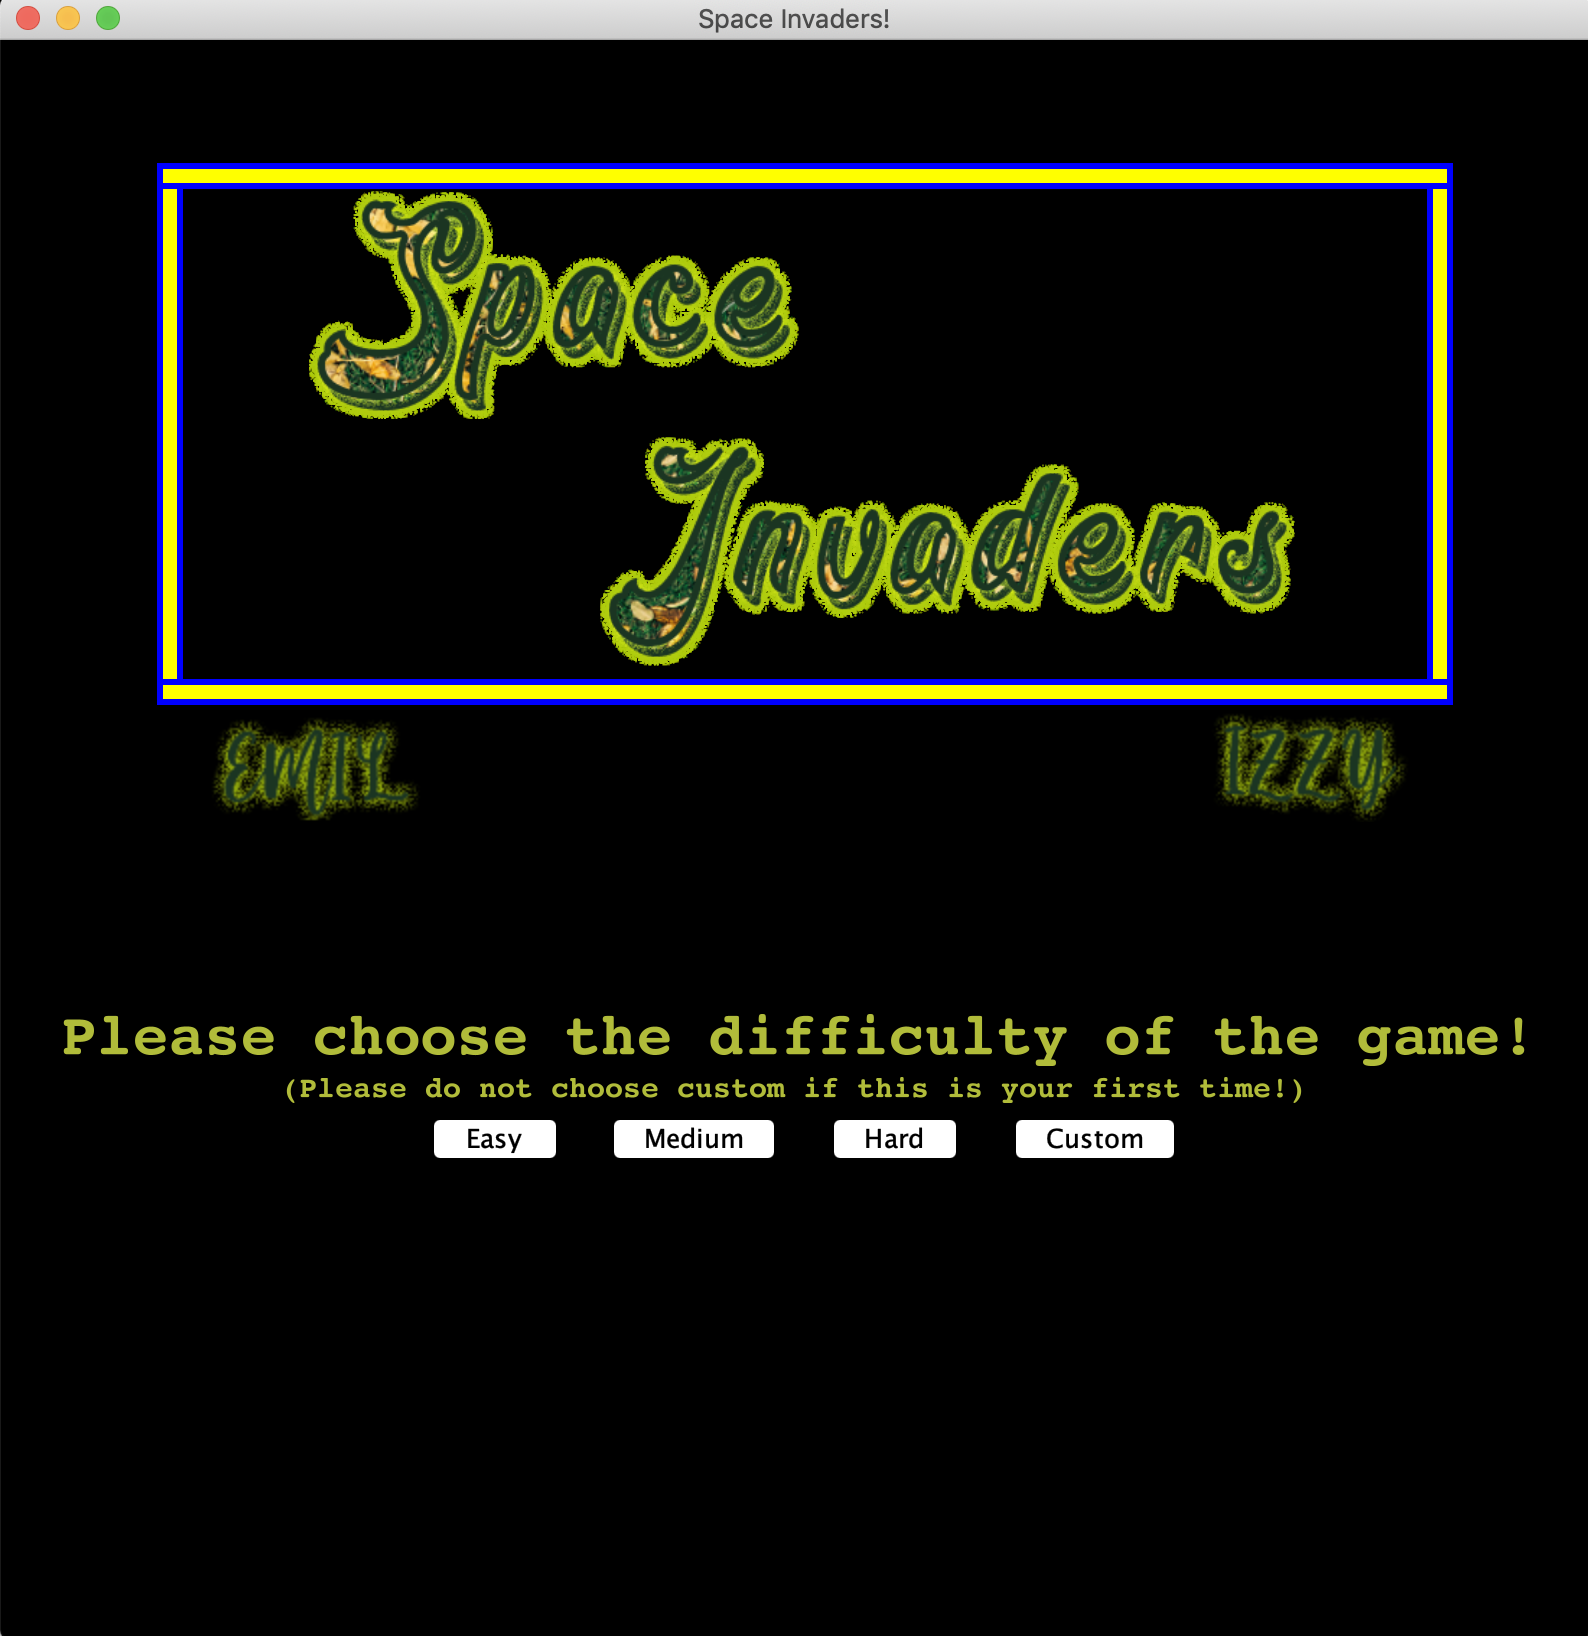 Space Invaders!
Space
Invaders
EMIL
IZZY
Please choose the difficulty of the game!
(Please do not choose custom if this is your first time!)
Easy Medium Hard Custom